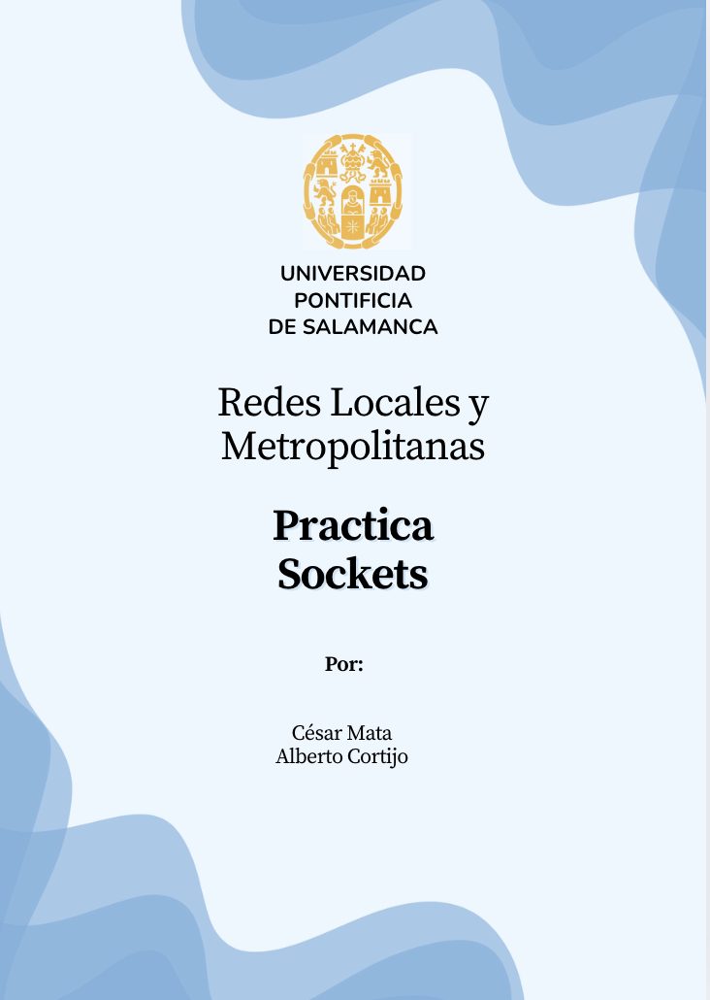 UNIVERSIDAD
PONTIFICIA
DE SALAMANCA
Redes Locales y
Metropolitanas
Practica
Sockets
Por:
César Mata
Alberto Cortijo